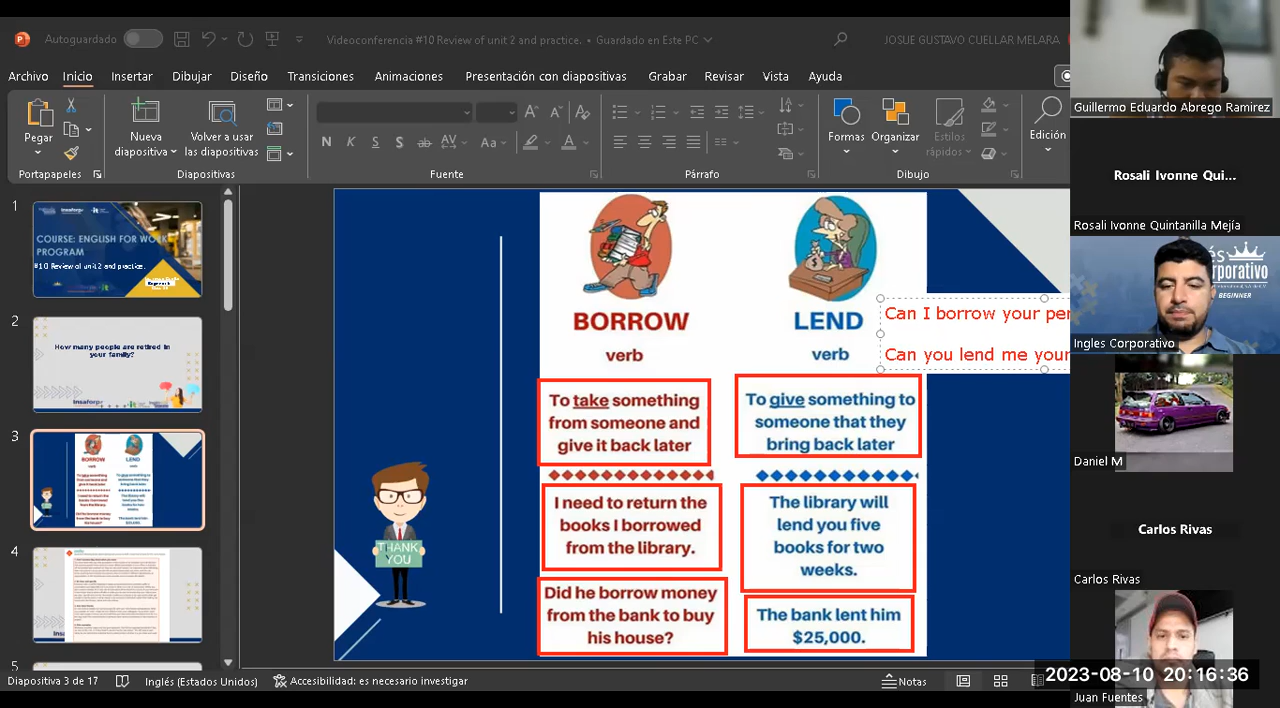 Autoguardado
Videoconferencia #10 Review of unit 2 and practice. • Guardado en Este PC
JOSUE GUSTAVO CUELLAR MELARA
Archivo Inicio Insertar Dibujar Diseño Transiciones Animaciones Presentación con diapositivas Grabar Revisar Vista Ayuda
Pegar
Nueva diapositiva
Volver a usar las diapositivas
N K S S ab AV Aa A
Formas Organizar Estilos rápidos Edición
Portapapeles Diapositivas Fuente Párrafo Dibujo
1
COURSE: ENGLISH FOR WORK
PROGRAM
#10 Review of unit 2 and practice.
2
How many people are retired in
your family?
insaforp
3
4
5
BORROW
verb
To take something
from someone and
give it back later
I need to return the
books I borrowed
from the library.
Did he borrow money
from the bank to buy
his house?
LEND
verb
To give something to
someone that they
bring back later
The library will
lend you five
books for two
weeks.
The bank lent him
$25,000.
THANK
YOU
Can I borrow your pen
Can you lend me your
Diapositiva 3 de 17
Inglés (Estados Unidos)
Accesibilidad: es necesario investigar
Notas
Guillermo Eduardo Abrego Ramirez
Rosali Ivonne Qui...
Rosali Ivonne Quintanilla Mejía
BEGINNER
Ingles Corporativo
Daniel M
Carlos Rivas
Carlos Rivas
2023-08-10 20:16:36
Juan Fuentes